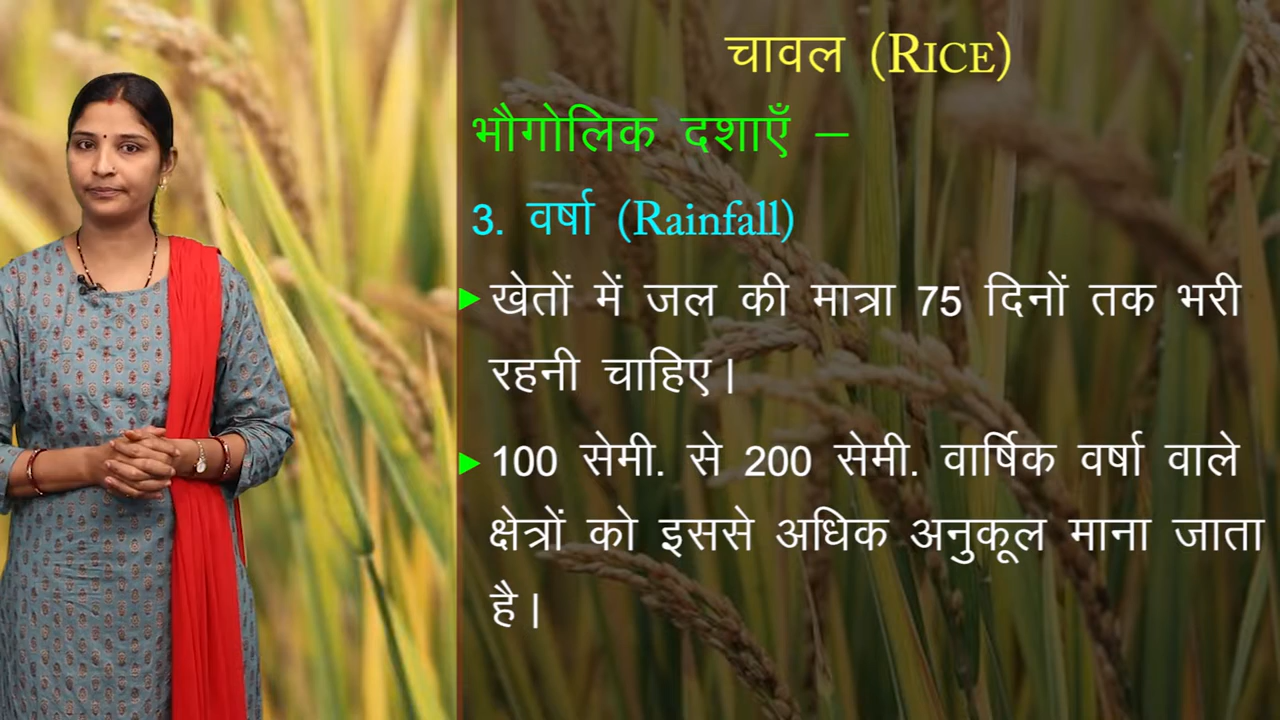 चावल (RICE)
भौगोलिक दशाएँ –
3. वर्षा (Rainfall)
खेतों में जल की मात्रा 75 दिनों तक भरी
रहनी चाहिए।
100 सेमी. से 200 सेमी. वार्षिक वर्षा वाले
क्षेत्रों को इससे अधिक अनुकूल माना जाता
है।